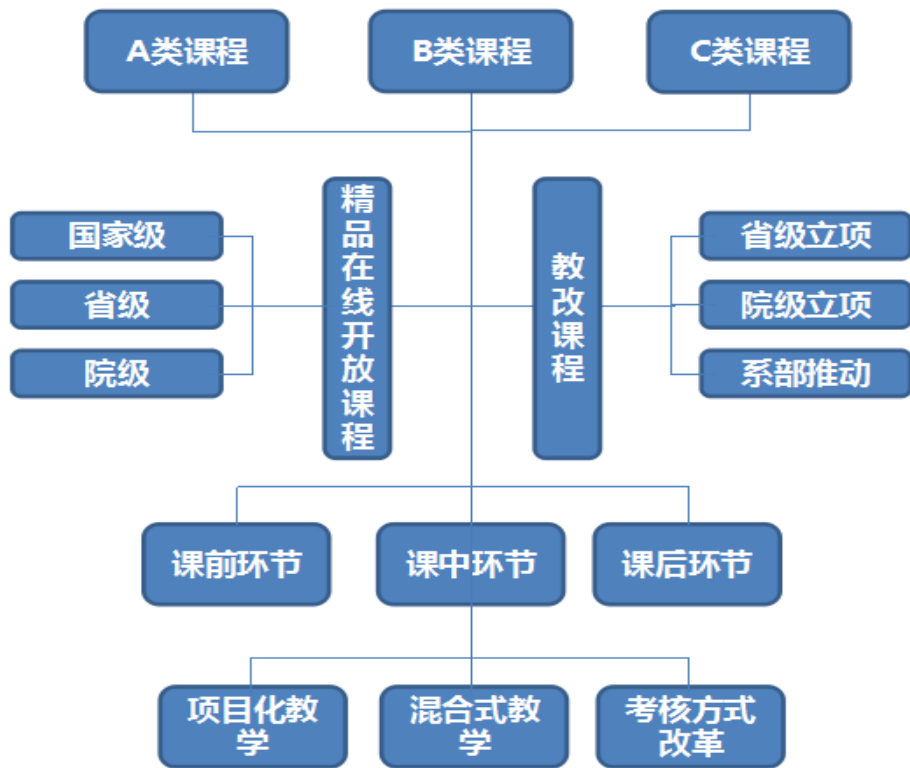 A类课程
B类课程
C类课程
国家级
省级
院级
精品在线开放课程
教改课程
省级立项
院级立项
系部推动
课前环节
课中环节
课后环节
项目化教
学
混合式教
学
考核方式
改革